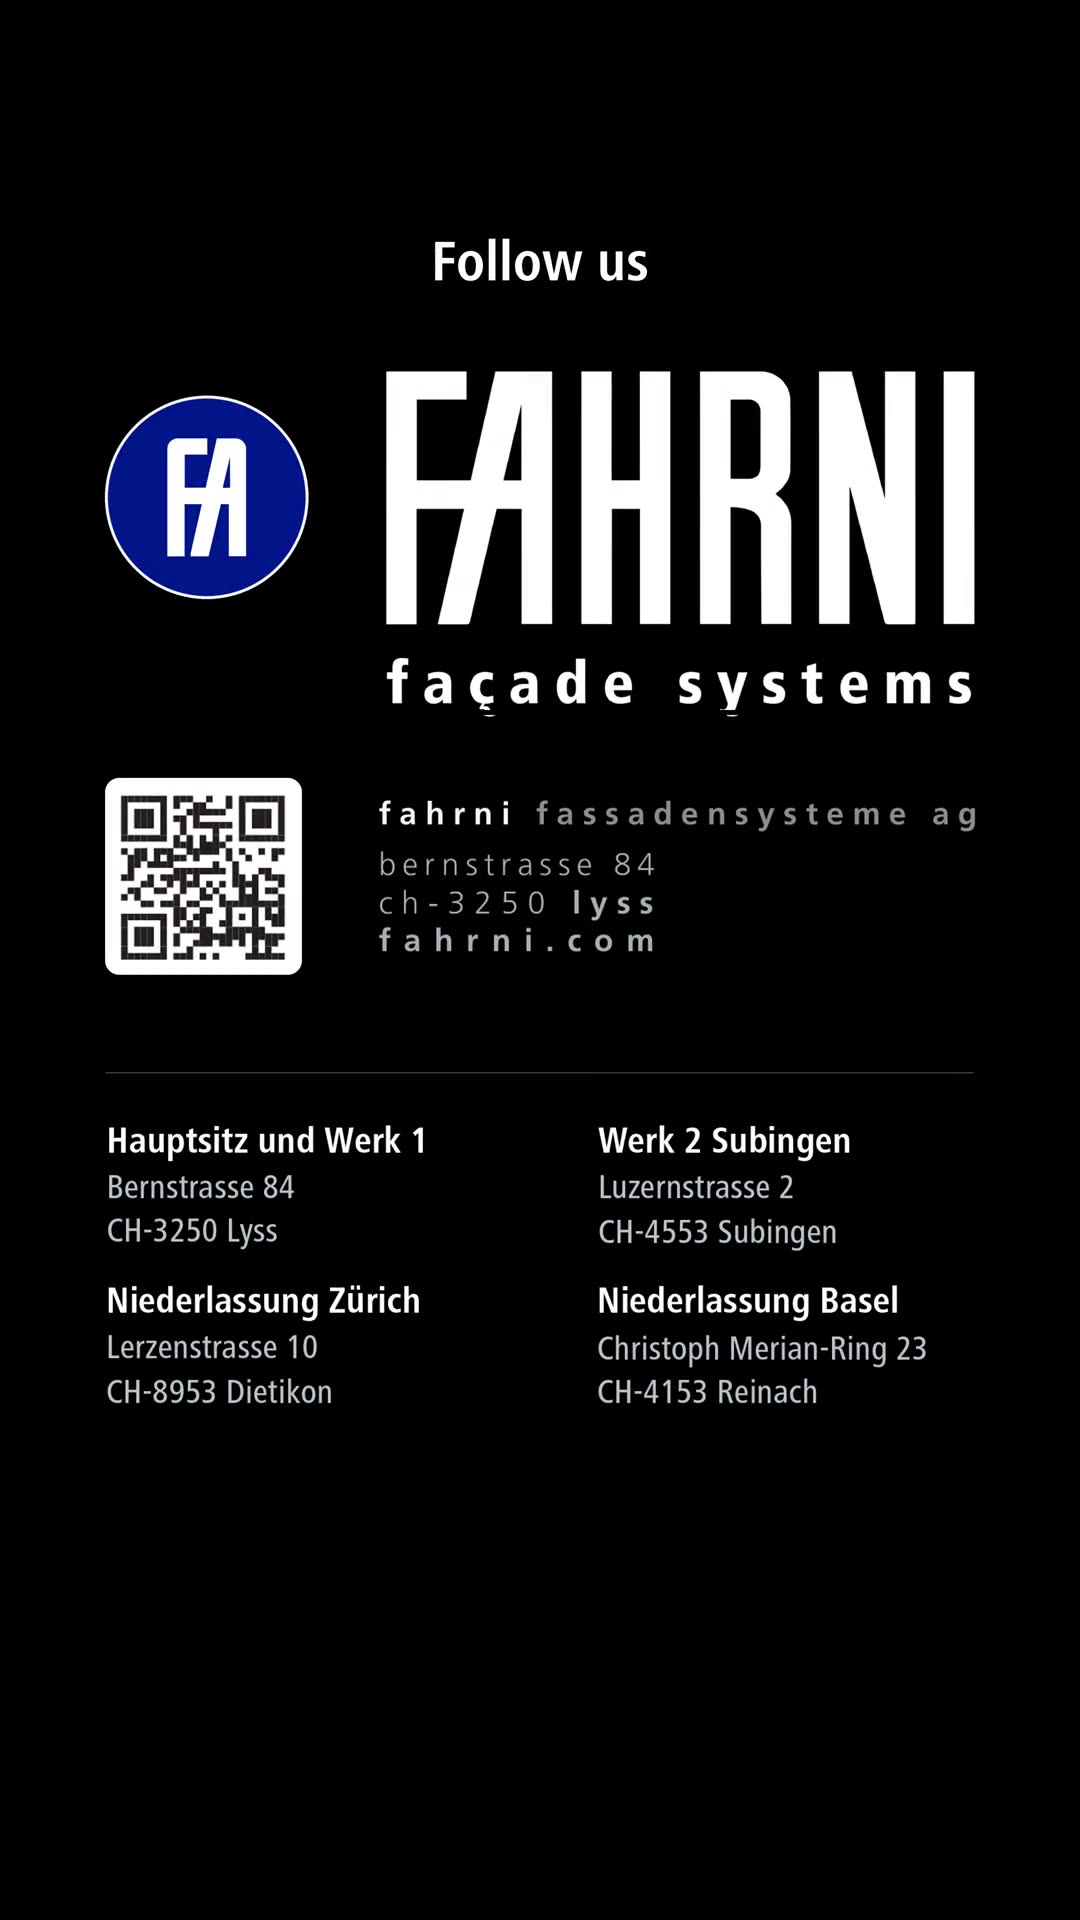 Follow us
FA
FAHRNI
façade systems
fahrni fassadensysteme ag
bernstrasse 84
ch-3250 lyss
fahrni.com
Hauptsitz und Werk 1
Bernstrasse 84
CH-3250 Lyss
Werk 2 Subingen
Luzernstrasse 2
CH-4553 Subingen
Niederlassung Zürich
Lerzenstrasse 10
CH-8953 Dietikon
Niederlassung Basel
Christoph Merian-Ring 23
CH-4153 Reinach